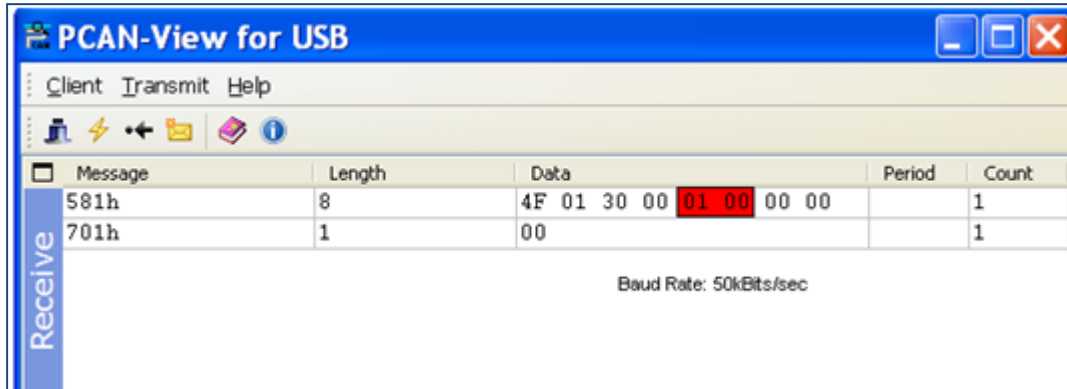 PCAN-View for USB
Client Transmit Help
Message Length Data Period Count
581h 8 4F 01 30 00 01 00 00 00 1
701h 1 00 1
Baud Rate: 50kBits/sec
Receive